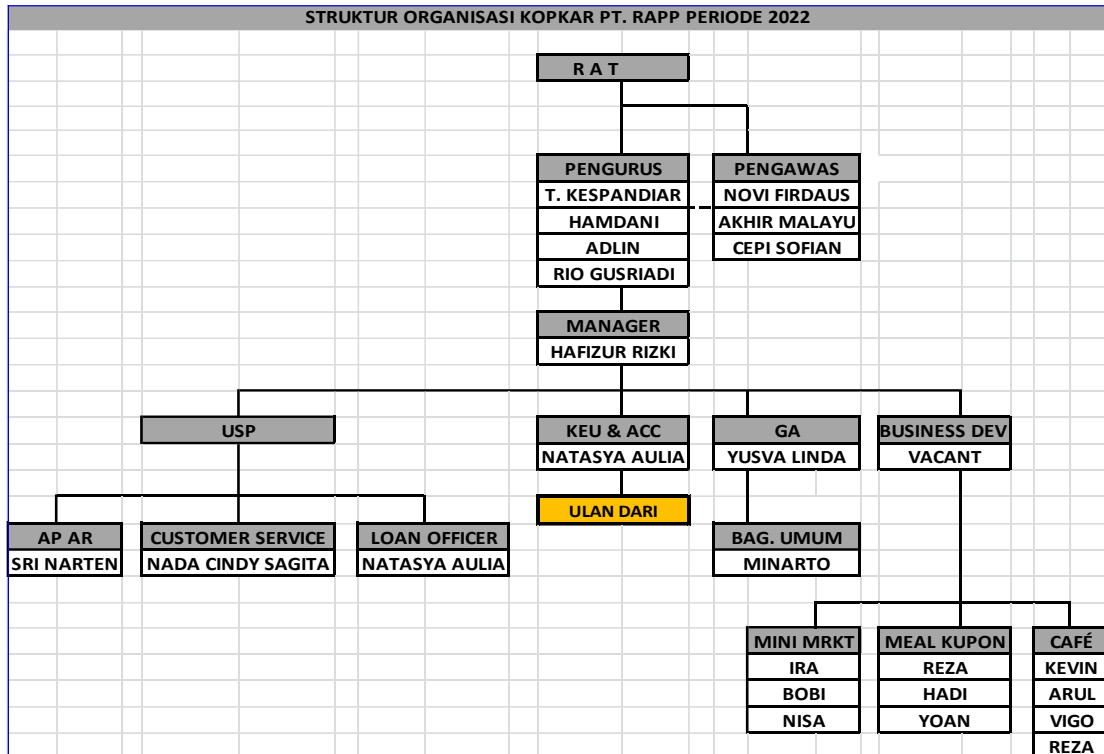 STRUKTUR ORGANISASI KOPKAR PT. RAPP PERIODE 2022
R A T
PENGURUS
T. KESPANDIAR
HAMDANI
ADLIN
RIO GUSRIADI
PENGAWAS
NOVI FIRDAUS
AKHIR MALAYU
CEPI SOFIAN
MANAGER
HAFIZUR RIZKI
USP
KEU & ACC
NATASYA AULIA
ULAN DARI
GA
YUSVA LINDA
BUSINESS DEV
VACANT
AP AR
SRI NARTEN
CUSTOMER SERVICE
NADA CINDY SAGITA
LOAN OFFICER
NATASYA AULIA
BAG. UMUM
MINARTO
MINI MRKT
IRA
BOBI
NISA
MEAL KUPON
REZA
HADI
YOAN
CAFÉ
KEVIN
ARUL
VIGO
REZA